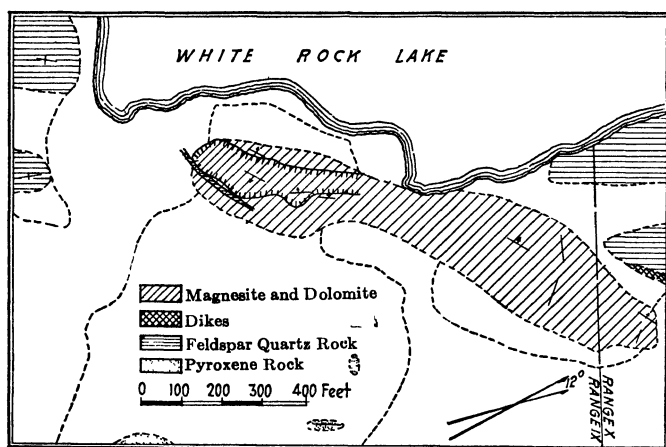 WHITE ROCK LAKE
Magnesite and Dolomite
Dikes
Feldspar Quartz Rock
Pyroxene Rock
0 100 200 300 400 Feet
12°
RANGE X
RANGE IX